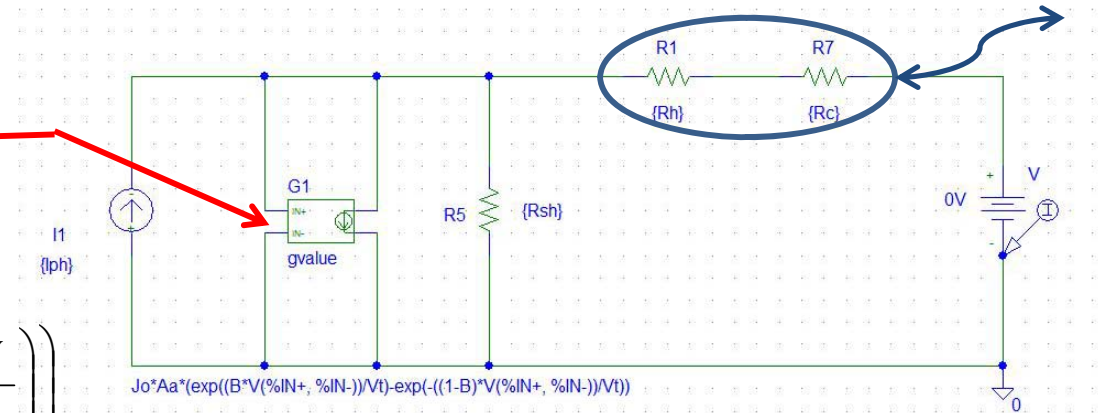 R1
R7
{Rh}
{Rc}
G1
IN+
IN-
gvalue
R5
{Rsh}
I1
{Iph}
+
-
+
0V
V
I
-
Jo*Aa*(exp((B*V(%IN+, %IN-))/Vt)-exp(-((1-B)*V(%IN+, %IN-))/Vt))
0